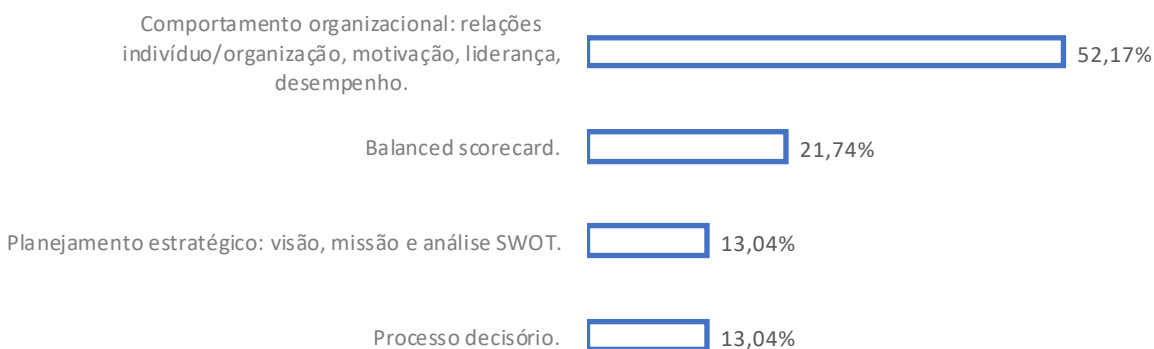 Comportamento organizacional: relações
indivíduo/organização, motivação, liderança,
desempenho.
52,17%
Balanced scorecard.
21,74%
Planejamento estratégico: visão, missão e análise SWOT.
13,04%
Processo decisório.
13,04%